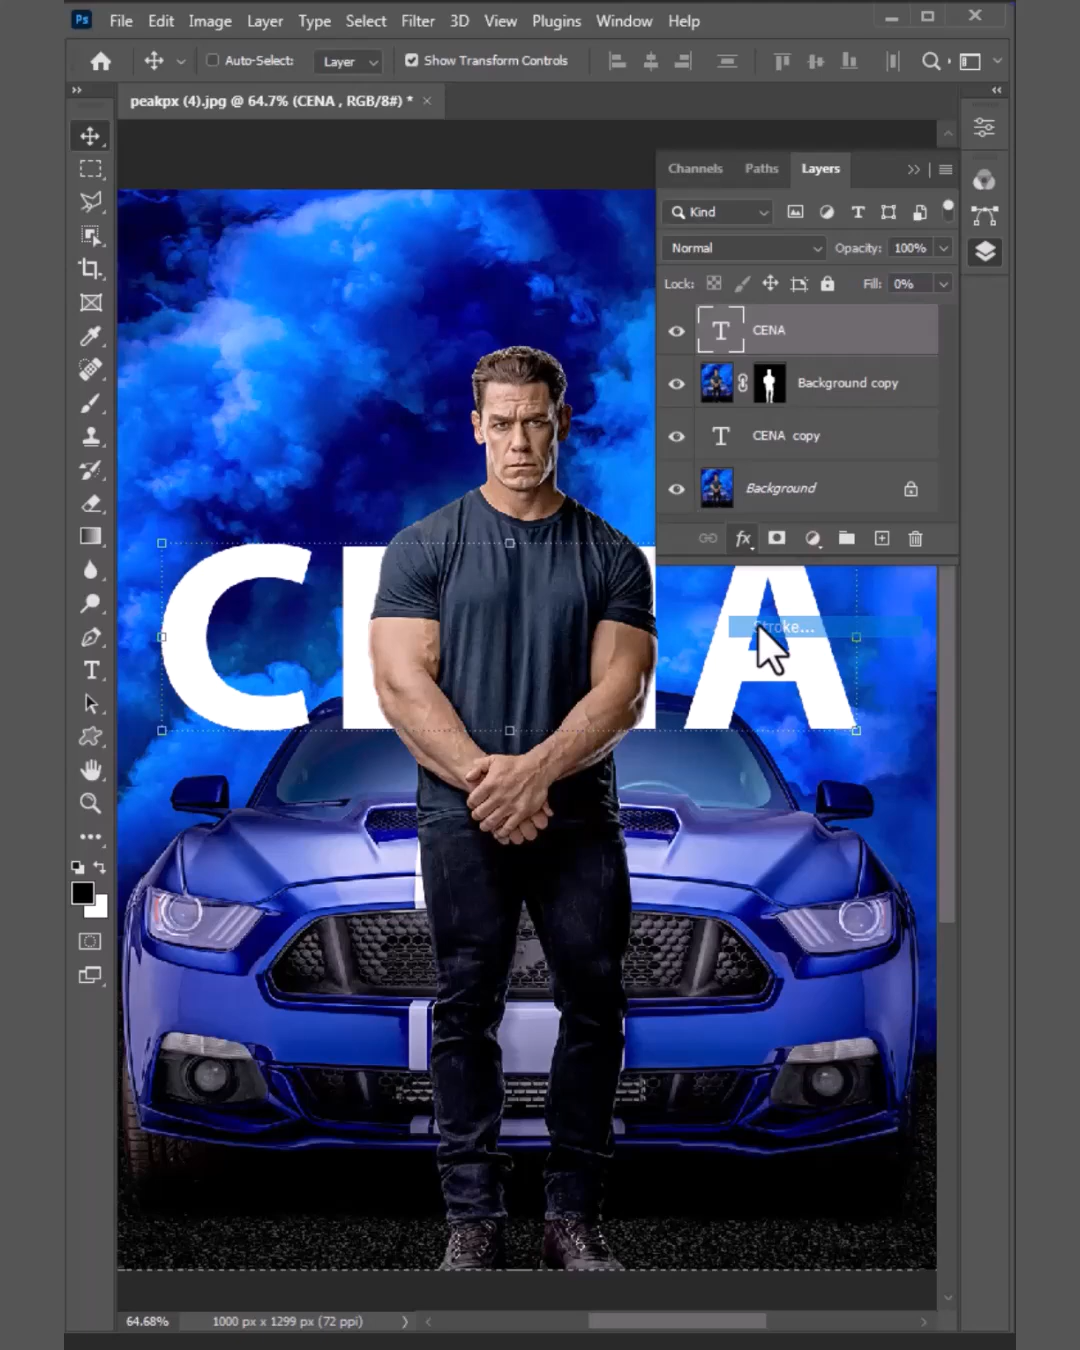 Ps File Edit Image Layer Type Select Filter 3D View Plugins Window Help
Auto-Select: Layer Show Transform Controls
peakpx (4).jpg @ 64.7% (CENA , RGB/8#) *
Channels Paths Layers
Kind
Normal Opacity: 100%
Lock: Fill: 0%
T CENA
Background copy
T CENA copy
Background
fx
CENA
Stroke...
64.68% 1000 px x 1299 px (72 ppi)